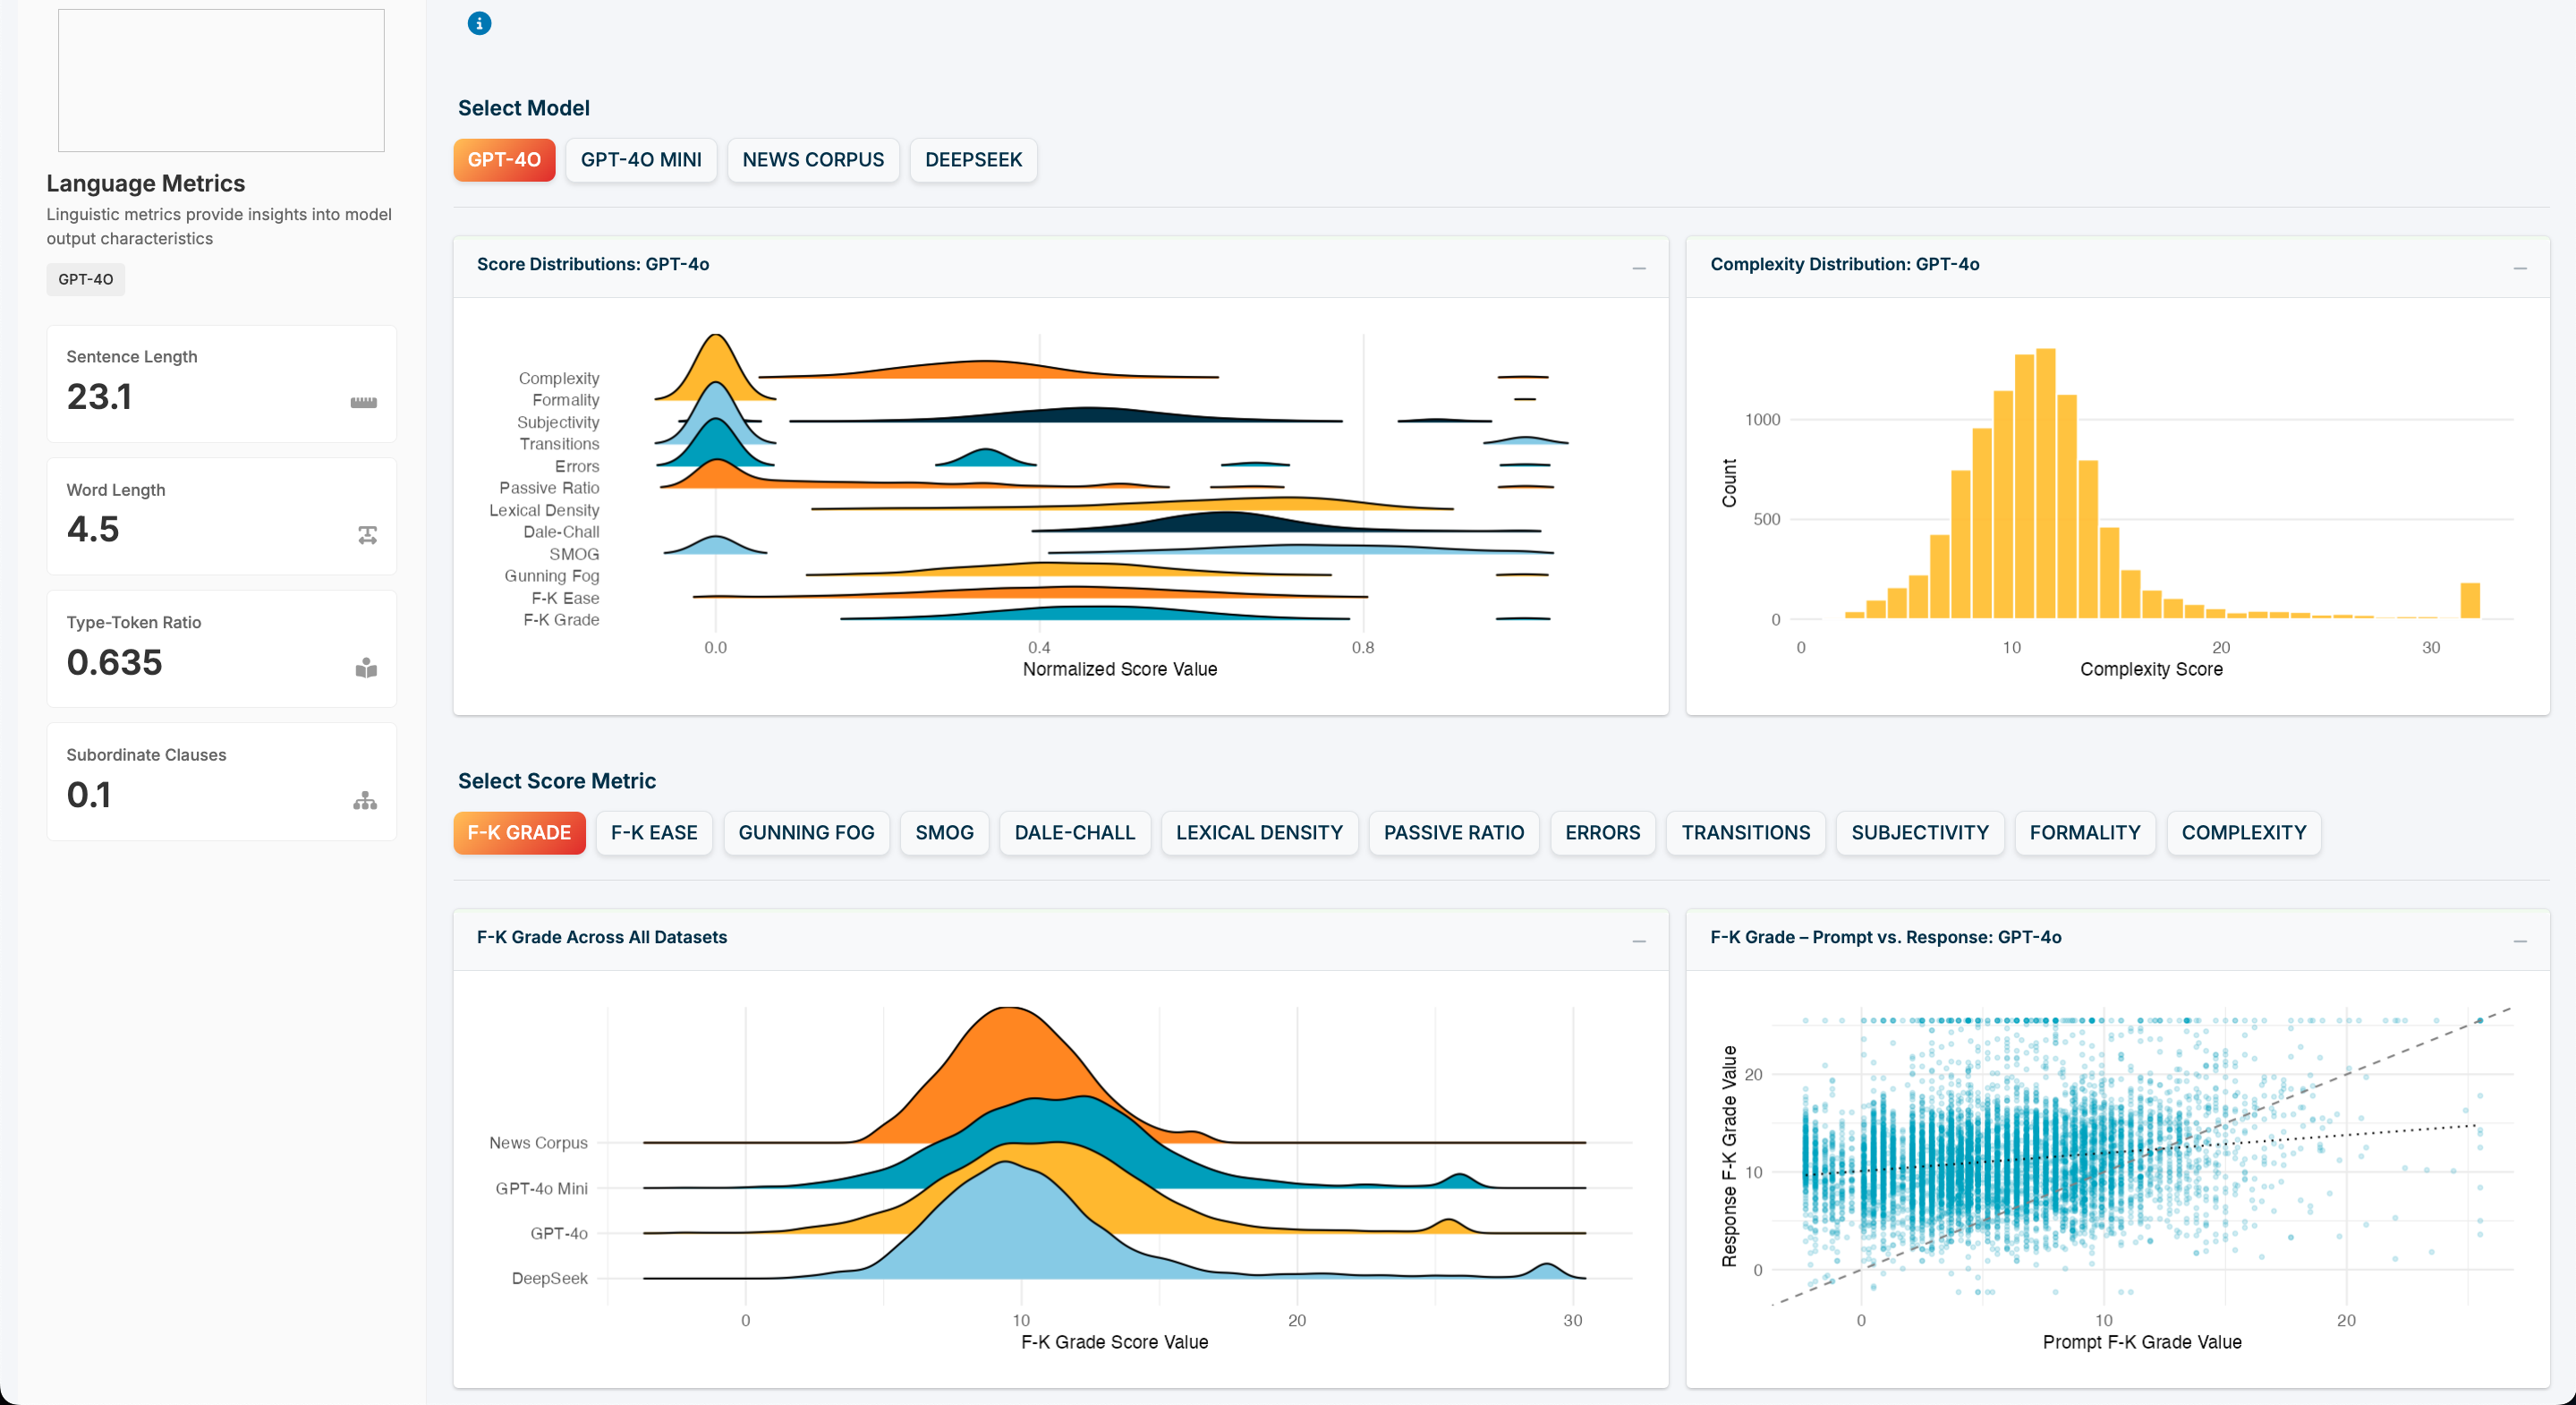 Language Metrics
Linguistic metrics provide insights into model
output characteristics
GPT-4O
Sentence Length
23.1
Word Length
4.5
Type-Token Ratio
0.635
Subordinate Clauses
0.1
Select Model
GPT-4O
GPT-4O MINI
NEWS CORPUS
DEEPSEEK
Score Distributions: GPT-4o
Complexity
Formality
Subjectivity
Transitions
Errors
Passive Ratio
Lexical Density
Dale-Chall
SMOG
Gunning Fog
F-K Ease
F-K Grade
0.0 0.4 0.8
Normalized Score Value
Complexity Distribution: GPT-4o
Count
1000
500
0
0 10 20 30
Complexity Score
Select Score Metric
F-K GRADE
F-K EASE
GUNNING FOG
SMOG
DALE-CHALL
LEXICAL DENSITY
PASSIVE RATIO
ERRORS
TRANSITIONS
SUBJECTIVITY
FORMALITY
COMPLEXITY
F-K Grade Across All Datasets
News Corpus
GPT-4o Mini
GPT-4o
DeepSeek
0 10 20 30
F-K Grade Score Value
F-K Grade – Prompt vs. Response: GPT-4o
Response F-K Grade Value
20
10
0
0 10 20
Prompt F-K Grade Value